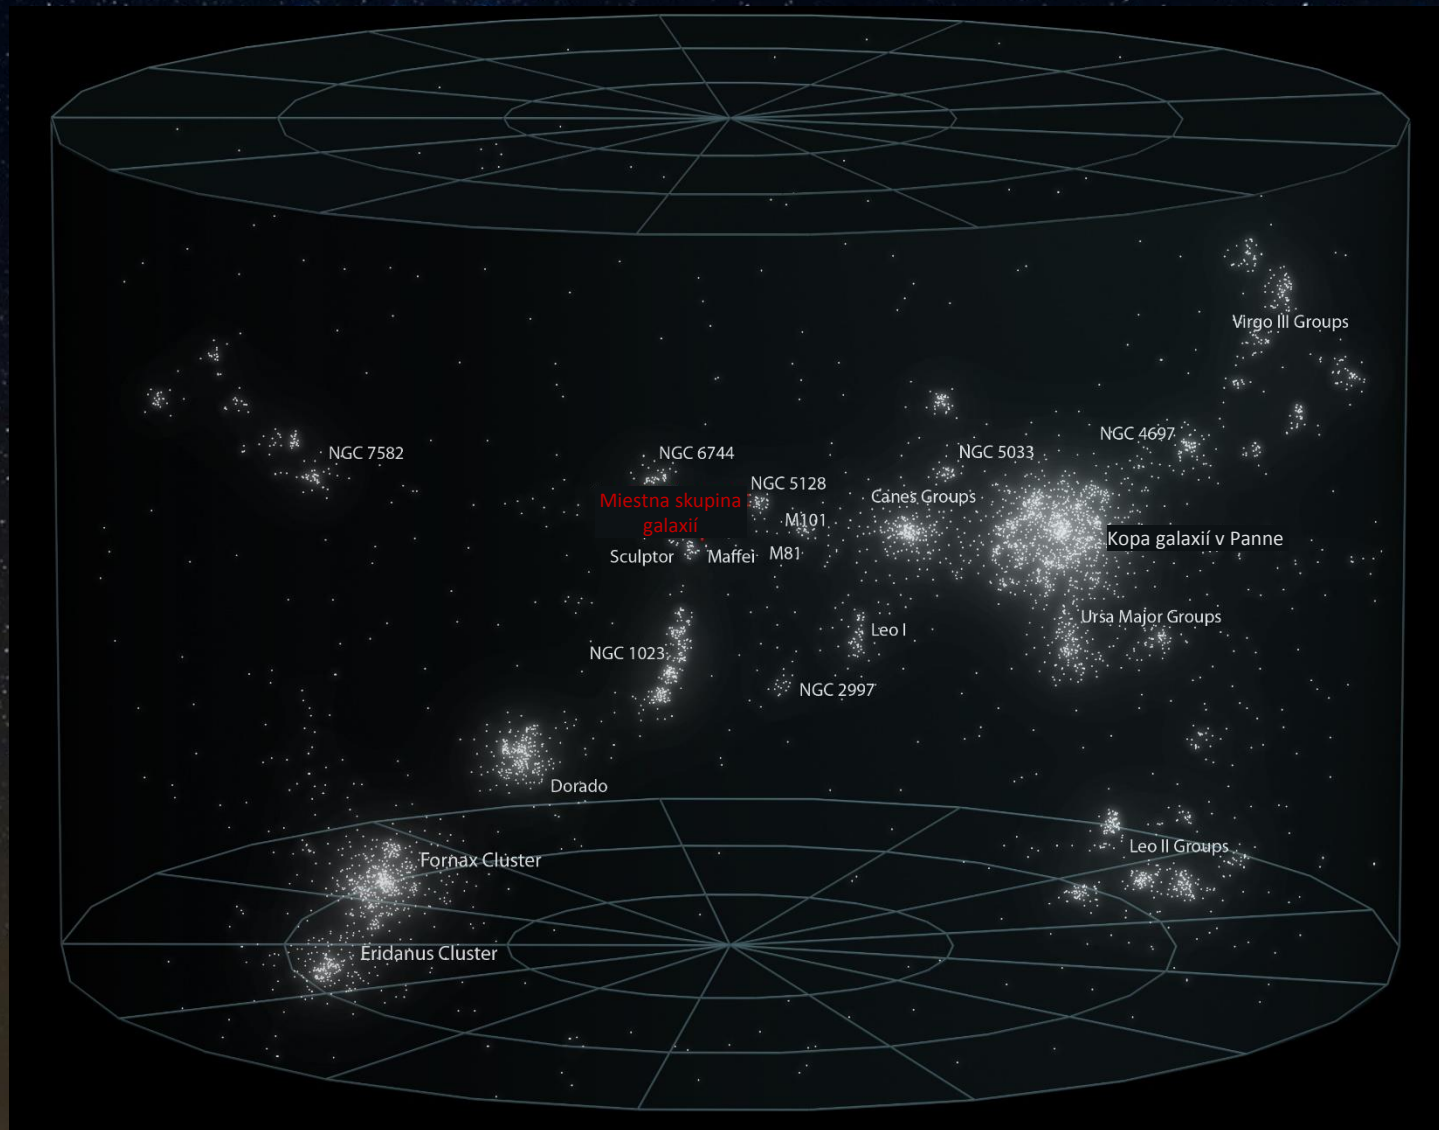 Virgo III Groups
NGC 4697
NGC 7582
NGC 6744
NGC 5033
NGC 5128
Canes Groups
Miestna skupina
galaxií
M101
Kopa galaxií v Panne
Sculptor
Maffei
M81
Ursa Major Groups
Leo I
NGC 1023
NGC 2997
Dorado
Leo II Groups
Fornax Cluster
Eridanus Cluster